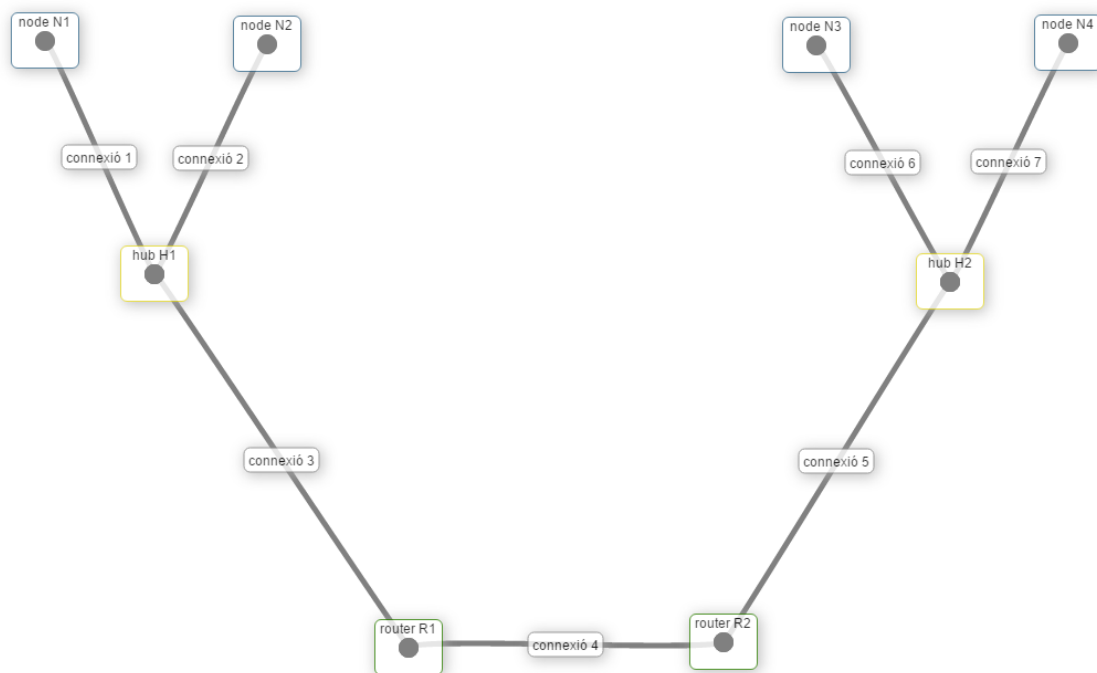 node N1
node N2
node N3
node N4
connexió 1
connexió 2
connexió 6
connexió 7
hub H1
hub H2
connexió 3
connexió 5
router R1
connexió 4
router R2